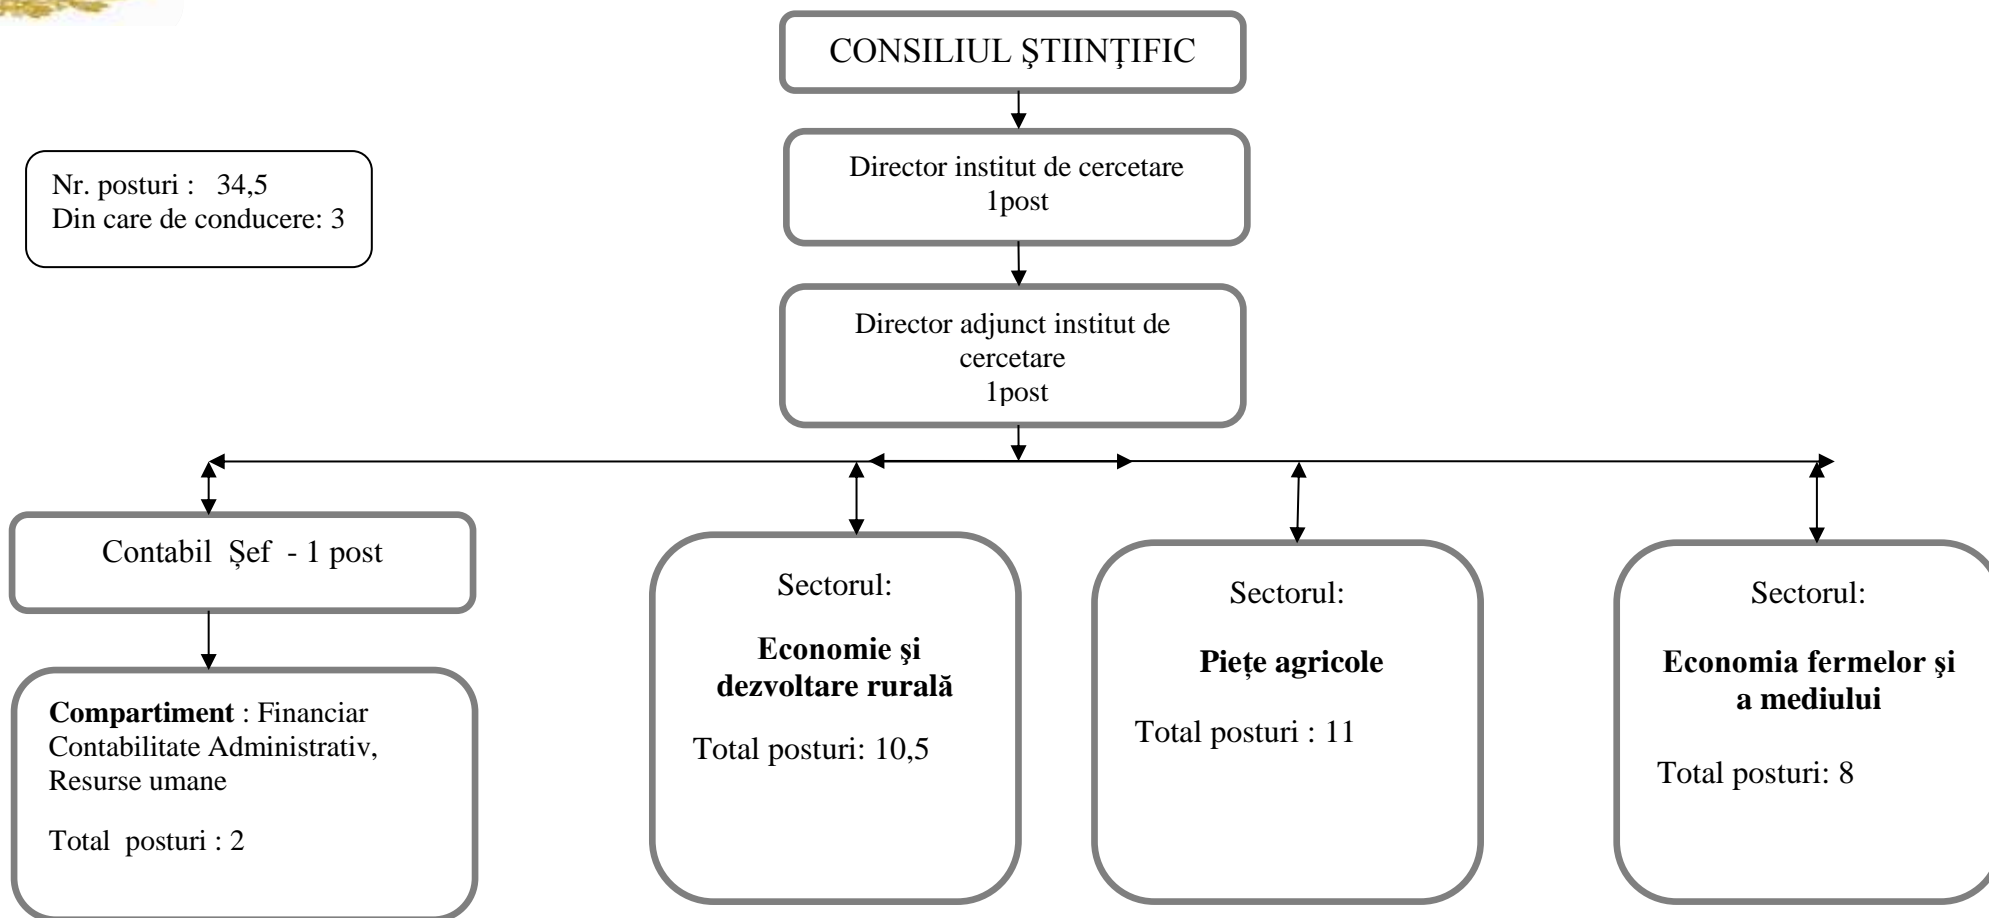 CONSILIUL ŞTIINŢIFIC
Nr. posturi :   34,5
Din care de conducere: 3
Director institut de cercetare
1post
Director adjunct institut de
cercetare
1post
Contabil  Șef  - 1 post
Compartiment : Financiar
Contabilitate Administrativ,
Resurse umane
Total  posturi : 2
Sectorul:
Economie şi
dezvoltare rurală
Total posturi: 10,5
Sectorul:
Piețe agricole
Total posturi : 11
Sectorul:
Economia fermelor şi
a mediului
Total posturi: 8